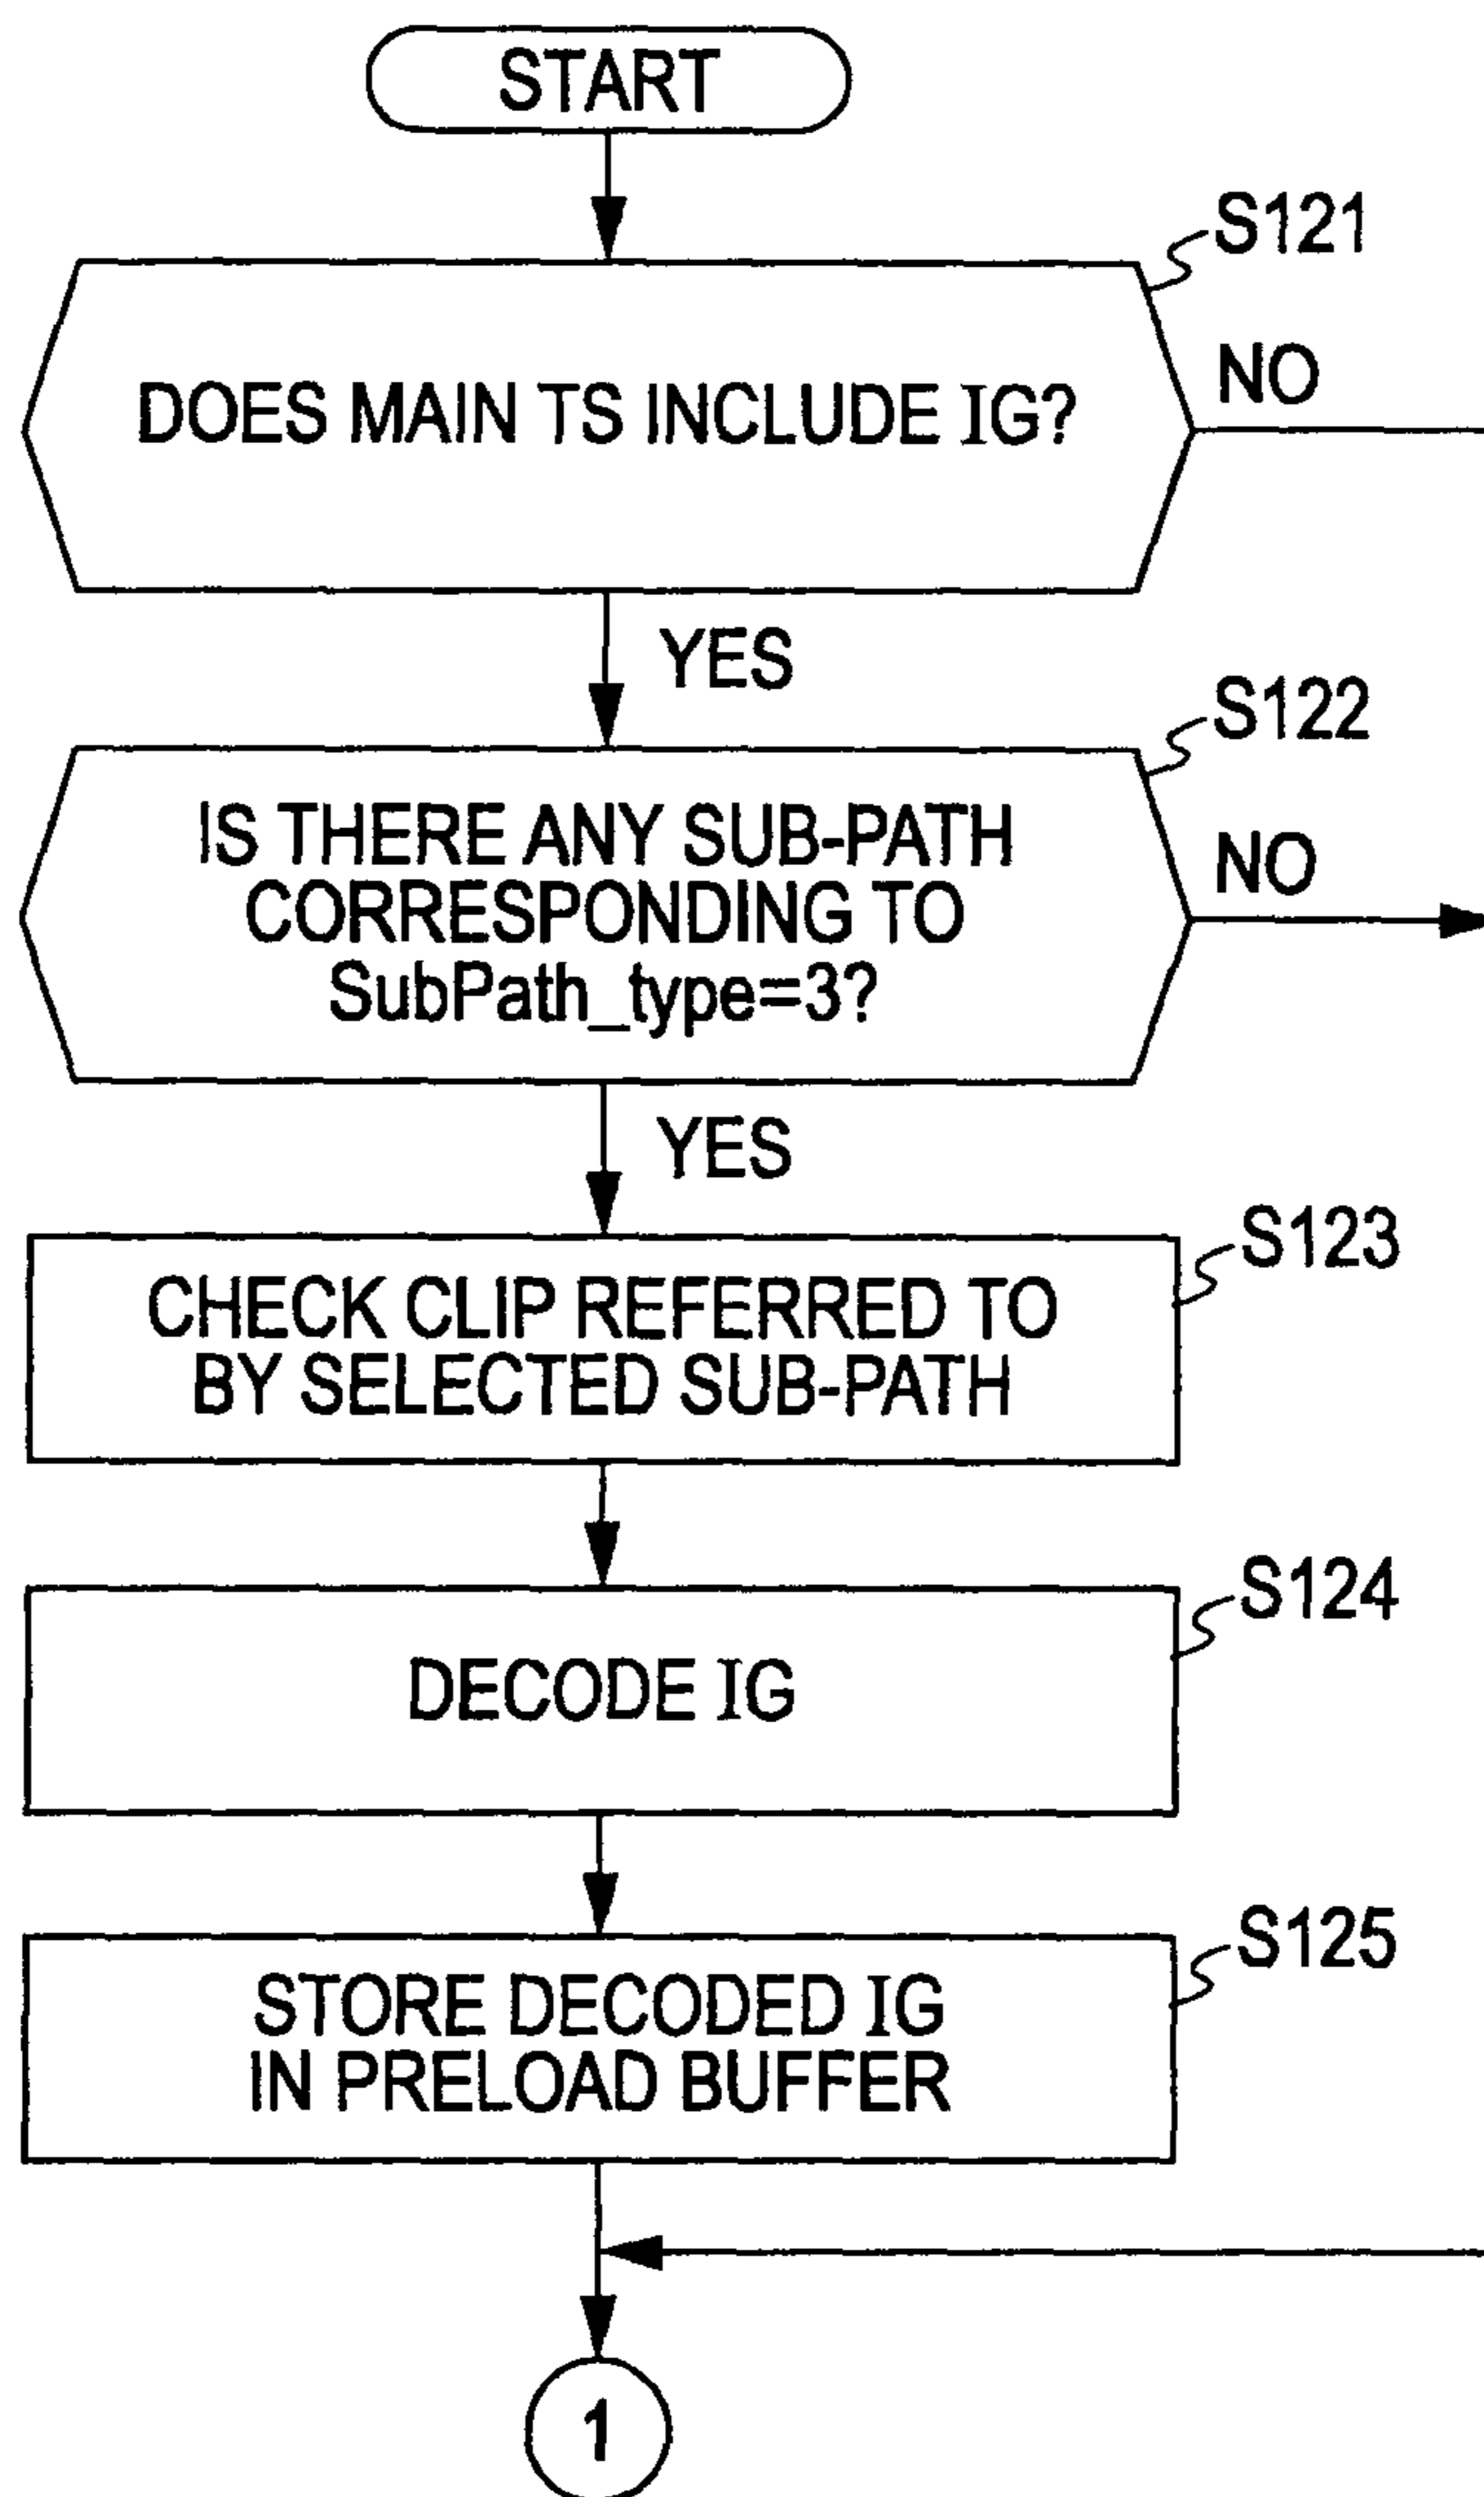 START
S121
DOES MAIN TS INCLUDE IG?
NO
YES
S122
IS THERE ANY SUB-PATH
CORRESPONDING TO
SubPath_type=3?
NO
YES
S123
CHECK CLIP REFERRED TO
BY SELECTED SUB-PATH
S124
DECODE IG
S125
STORE DECODED IG
IN PRELOAD BUFFER
1